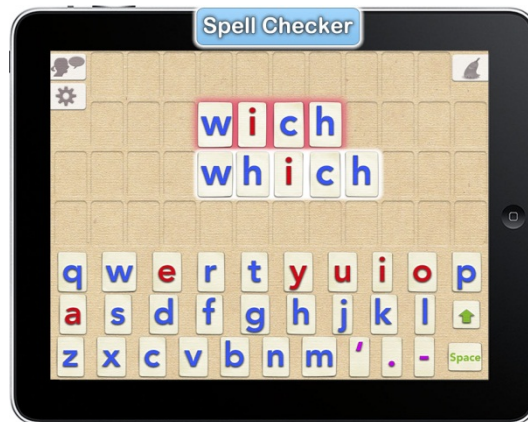 Spell Checker
wich
which
q w e r t y u i o p
a s d f g h j k l
z x c v b n m ' . - Space